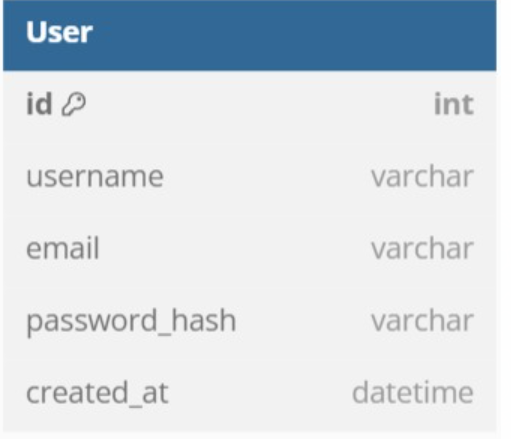 User
id int
username varchar
email varchar
password_hash varchar
created_at datetime